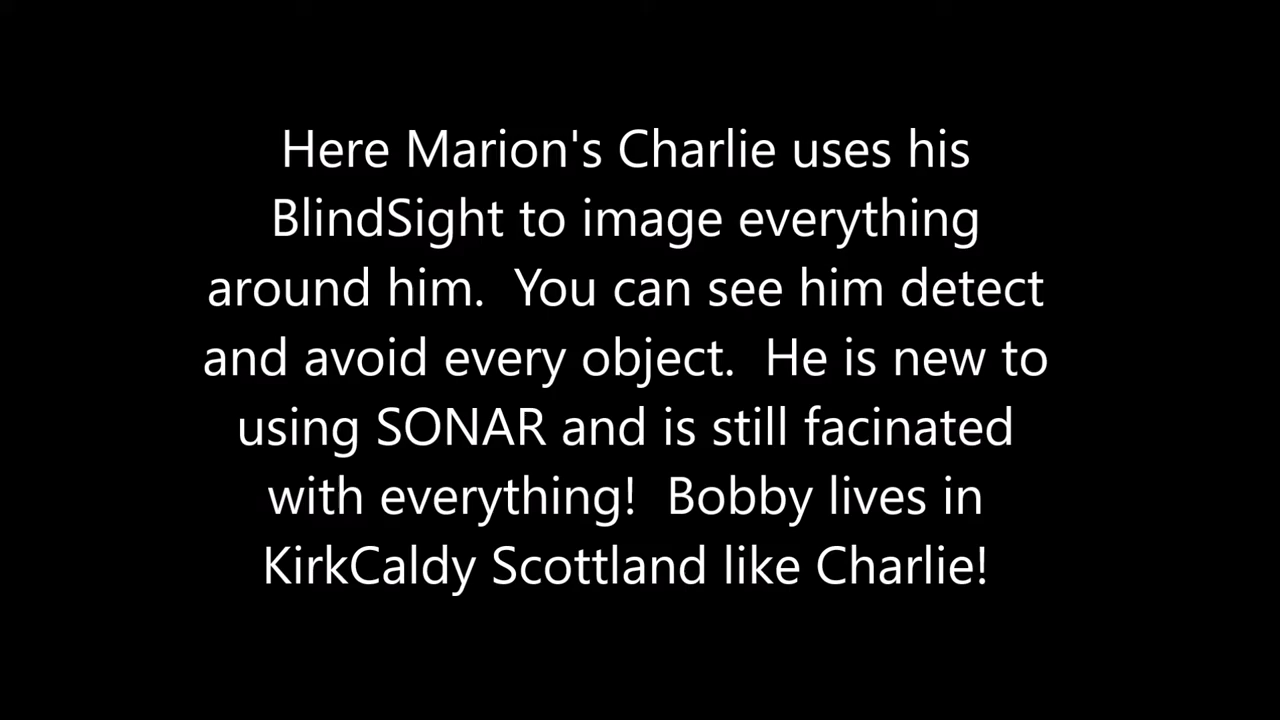 Here Marion's Charlie uses his
BlindSight to image everything
around him.  You can see him detect
and avoid every object.  He is new to
using SONAR and is still facinated
with everything!  Bobby lives in
KirkCaldy Scottland like Charlie!